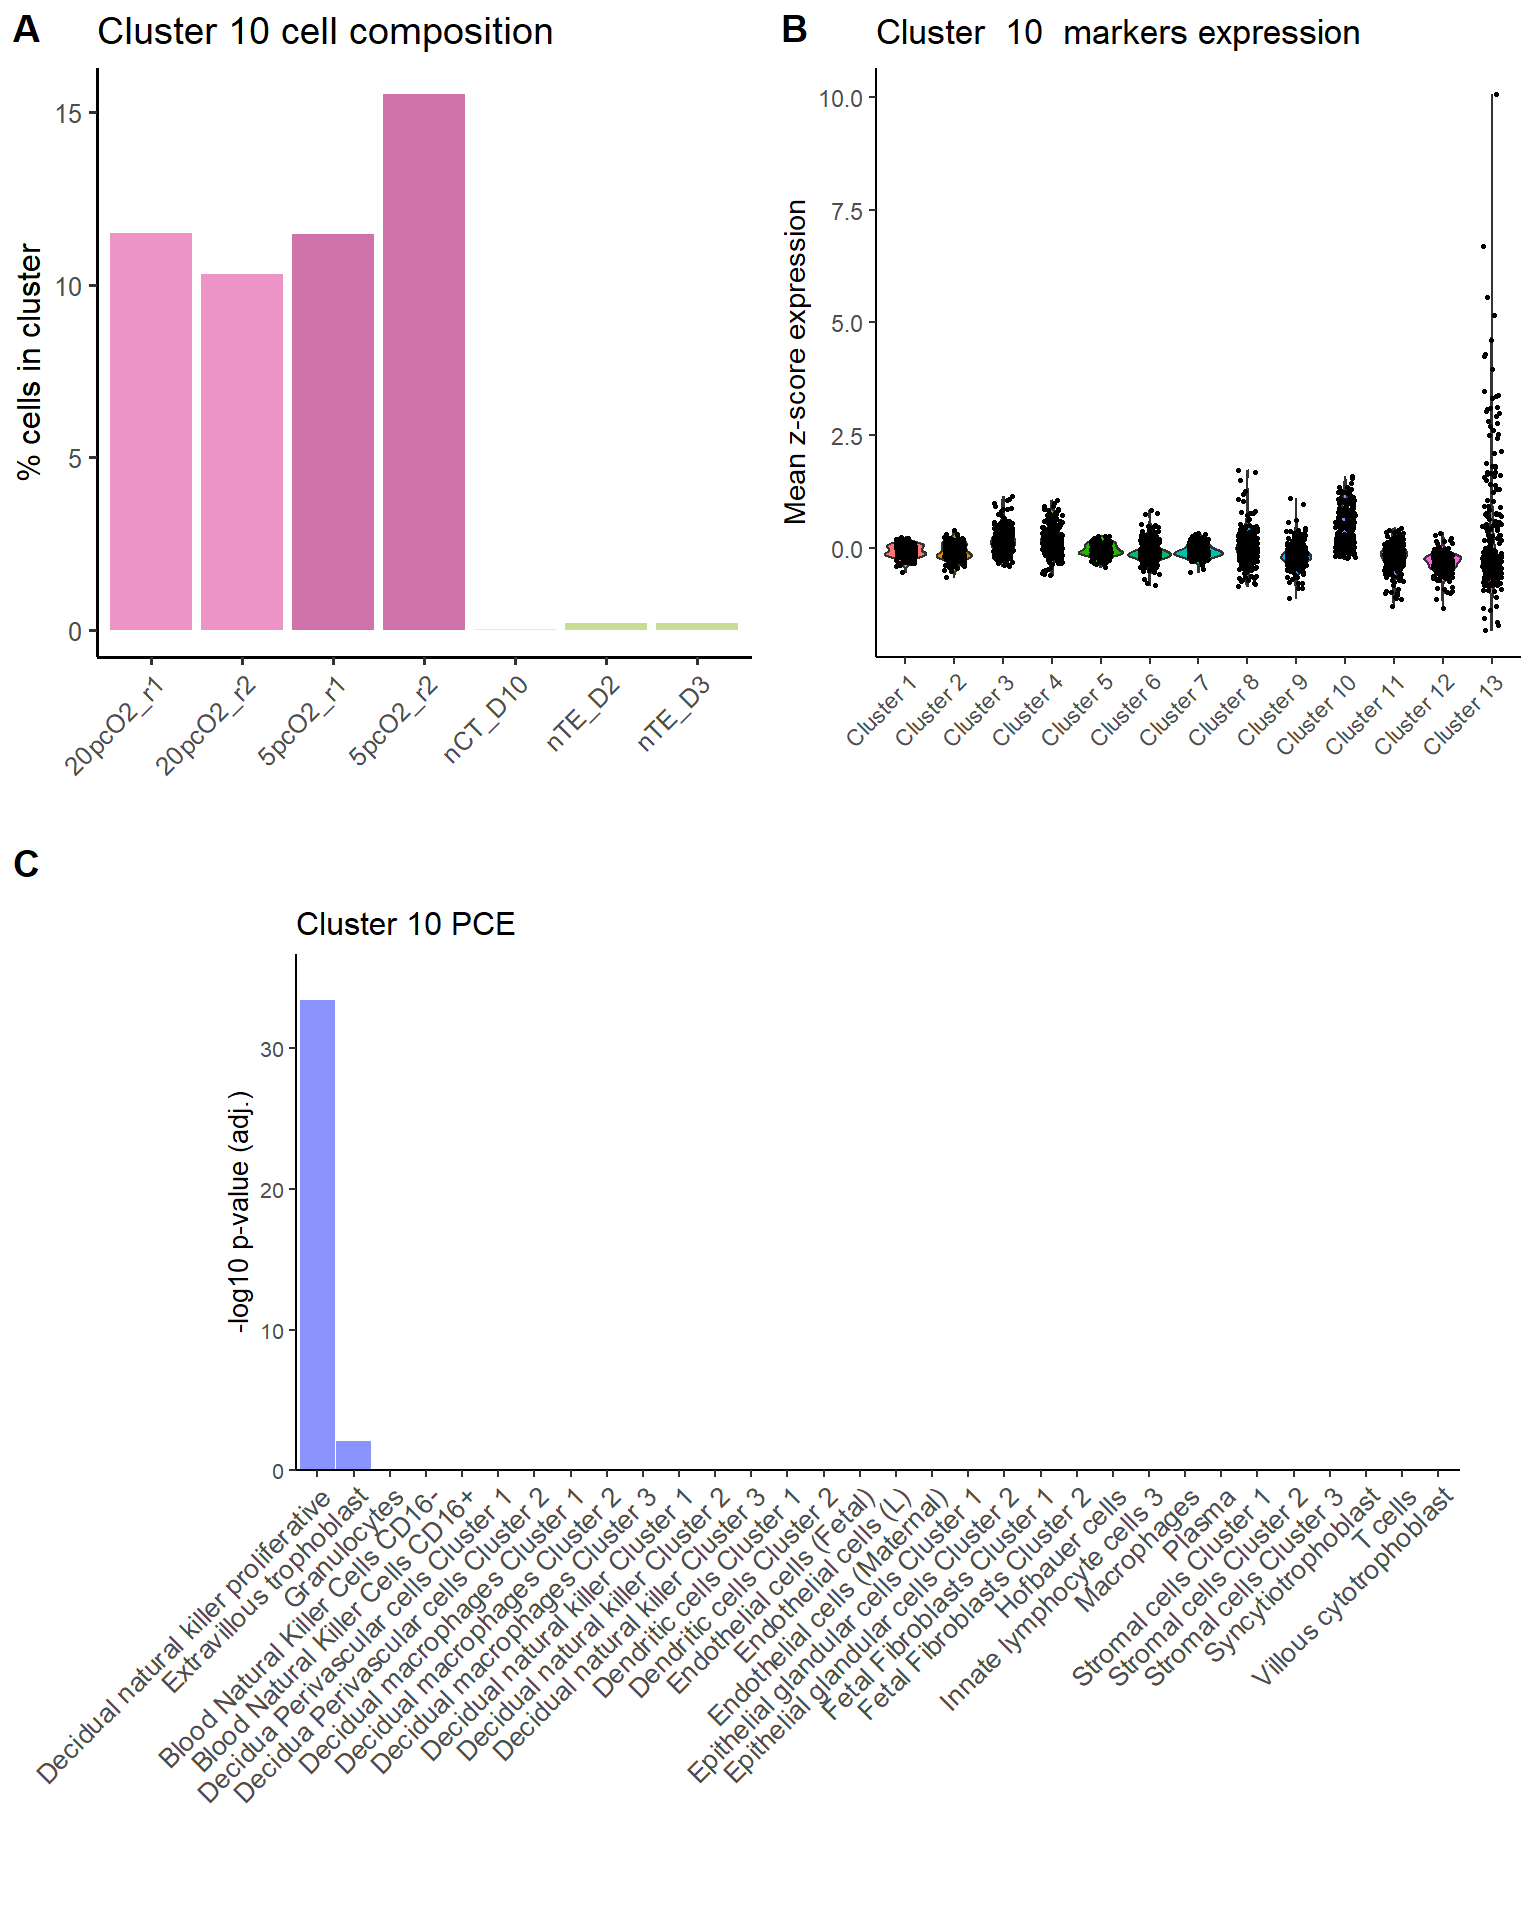 A
Cluster 10 cell composition
% cells in cluster
15
10
5
0
20pcO2_r1
20pcO2_r2
5pcO2_r1
5pcO2_r2
nCT_D10
nTE_D2
nTE_D3
B
Cluster  10  markers expression
Mean z-score expression
10.0
7.5
5.0
2.5
0.0
Cluster 1
Cluster 2
Cluster 3
Cluster 4
Cluster 5
Cluster 6
Cluster 7
Cluster 8
Cluster 9
Cluster 10
Cluster 11
Cluster 12
Cluster 13
C
Cluster 10 PCE
-log10 p-value (adj.)
30
20
10
0
Decidual natural killer proliferative
Extravillous trophoblast
Granulocytes
Blood Natural Killer Cells CD16-
Blood Natural Killer Cells CD16+
Decidua Perivascular cells Cluster 1
Decidua Perivascular cells Cluster 2
Decidual macrophages Cluster 1
Decidual macrophages Cluster 2
Decidual macrophages Cluster 3
Decidual natural killer Cluster 1
Decidual natural killer Cluster 2
Decidual natural killer Cluster 3
Dendritic cells Cluster 1
Dendritic cells Cluster 2
Endothelial cells (Fetal)
Endothelial cells (L)
Endothelial cells (Maternal)
Epithelial glandular cells Cluster 1
Epithelial glandular cells Cluster 2
Fetal Fibroblasts Cluster 1
Fetal Fibroblasts Cluster 2
Hofbauer cells
Innate lymphocyte cells 3
Macrophages
Plasma
Stromal cells Cluster 1
Stromal cells Cluster 2
Stromal cells Cluster 3
Syncytiotrophoblast
T cells
Villous cytotrophoblast